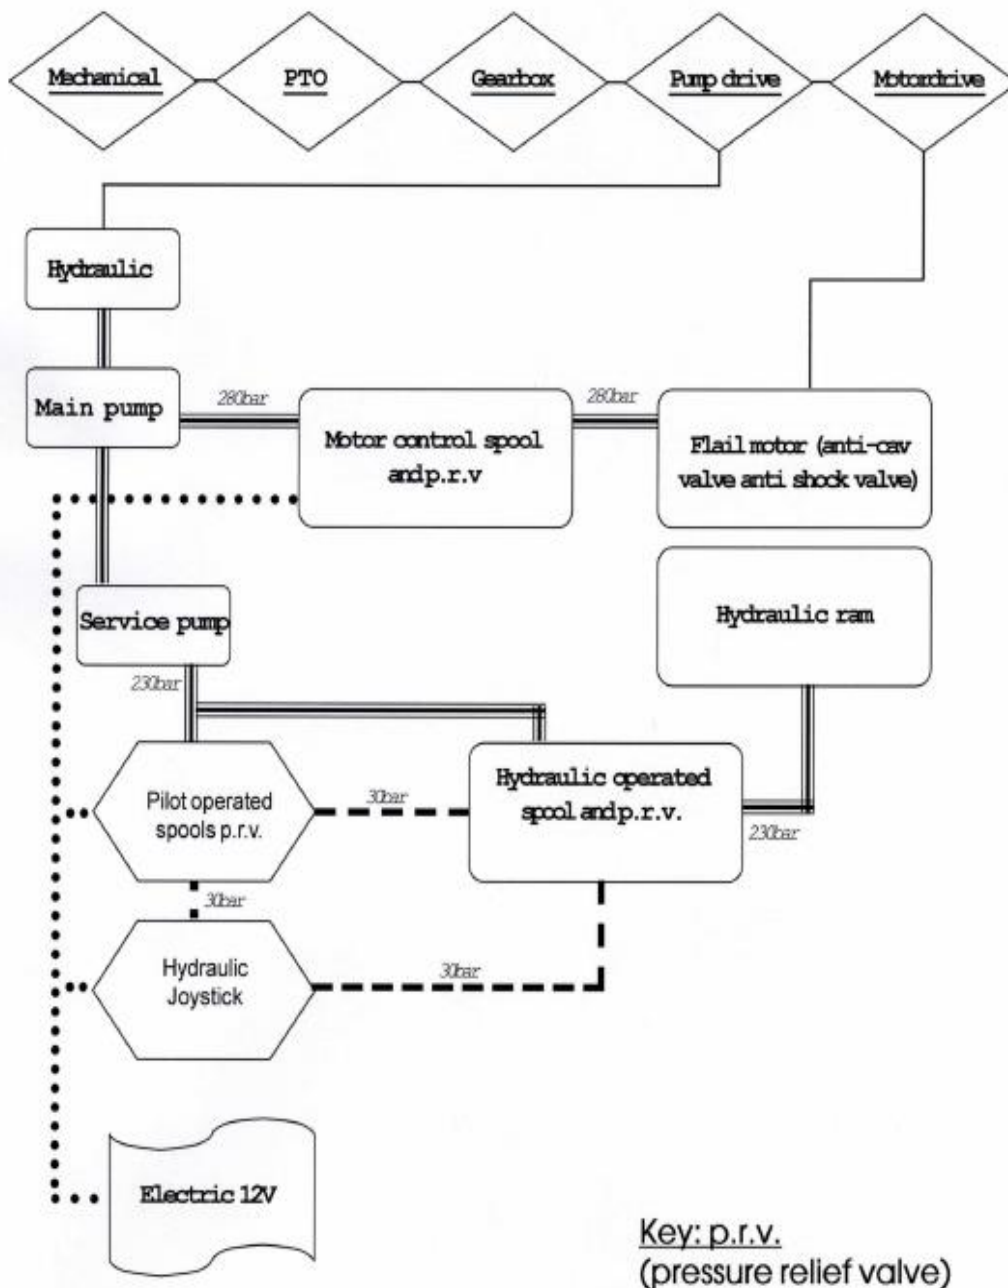 Mechanical
PTO
Gearbox
Pump drive
Motordrive
Hydraulic
Main pump
280bar
Motor control spool
and p.r.v
280bar
Flail motor (anti-cav
valve anti shock valve)
Service pump
Hydraulic ram
230bar
Pilot operated
spools p.r.v.
30bar
Hydraulic operated
spool and p.r.v.
230bar
30bar
Hydraulic
Joystick
30bar
Electric 12V
Key: p.r.v.
(pressure relief valve)